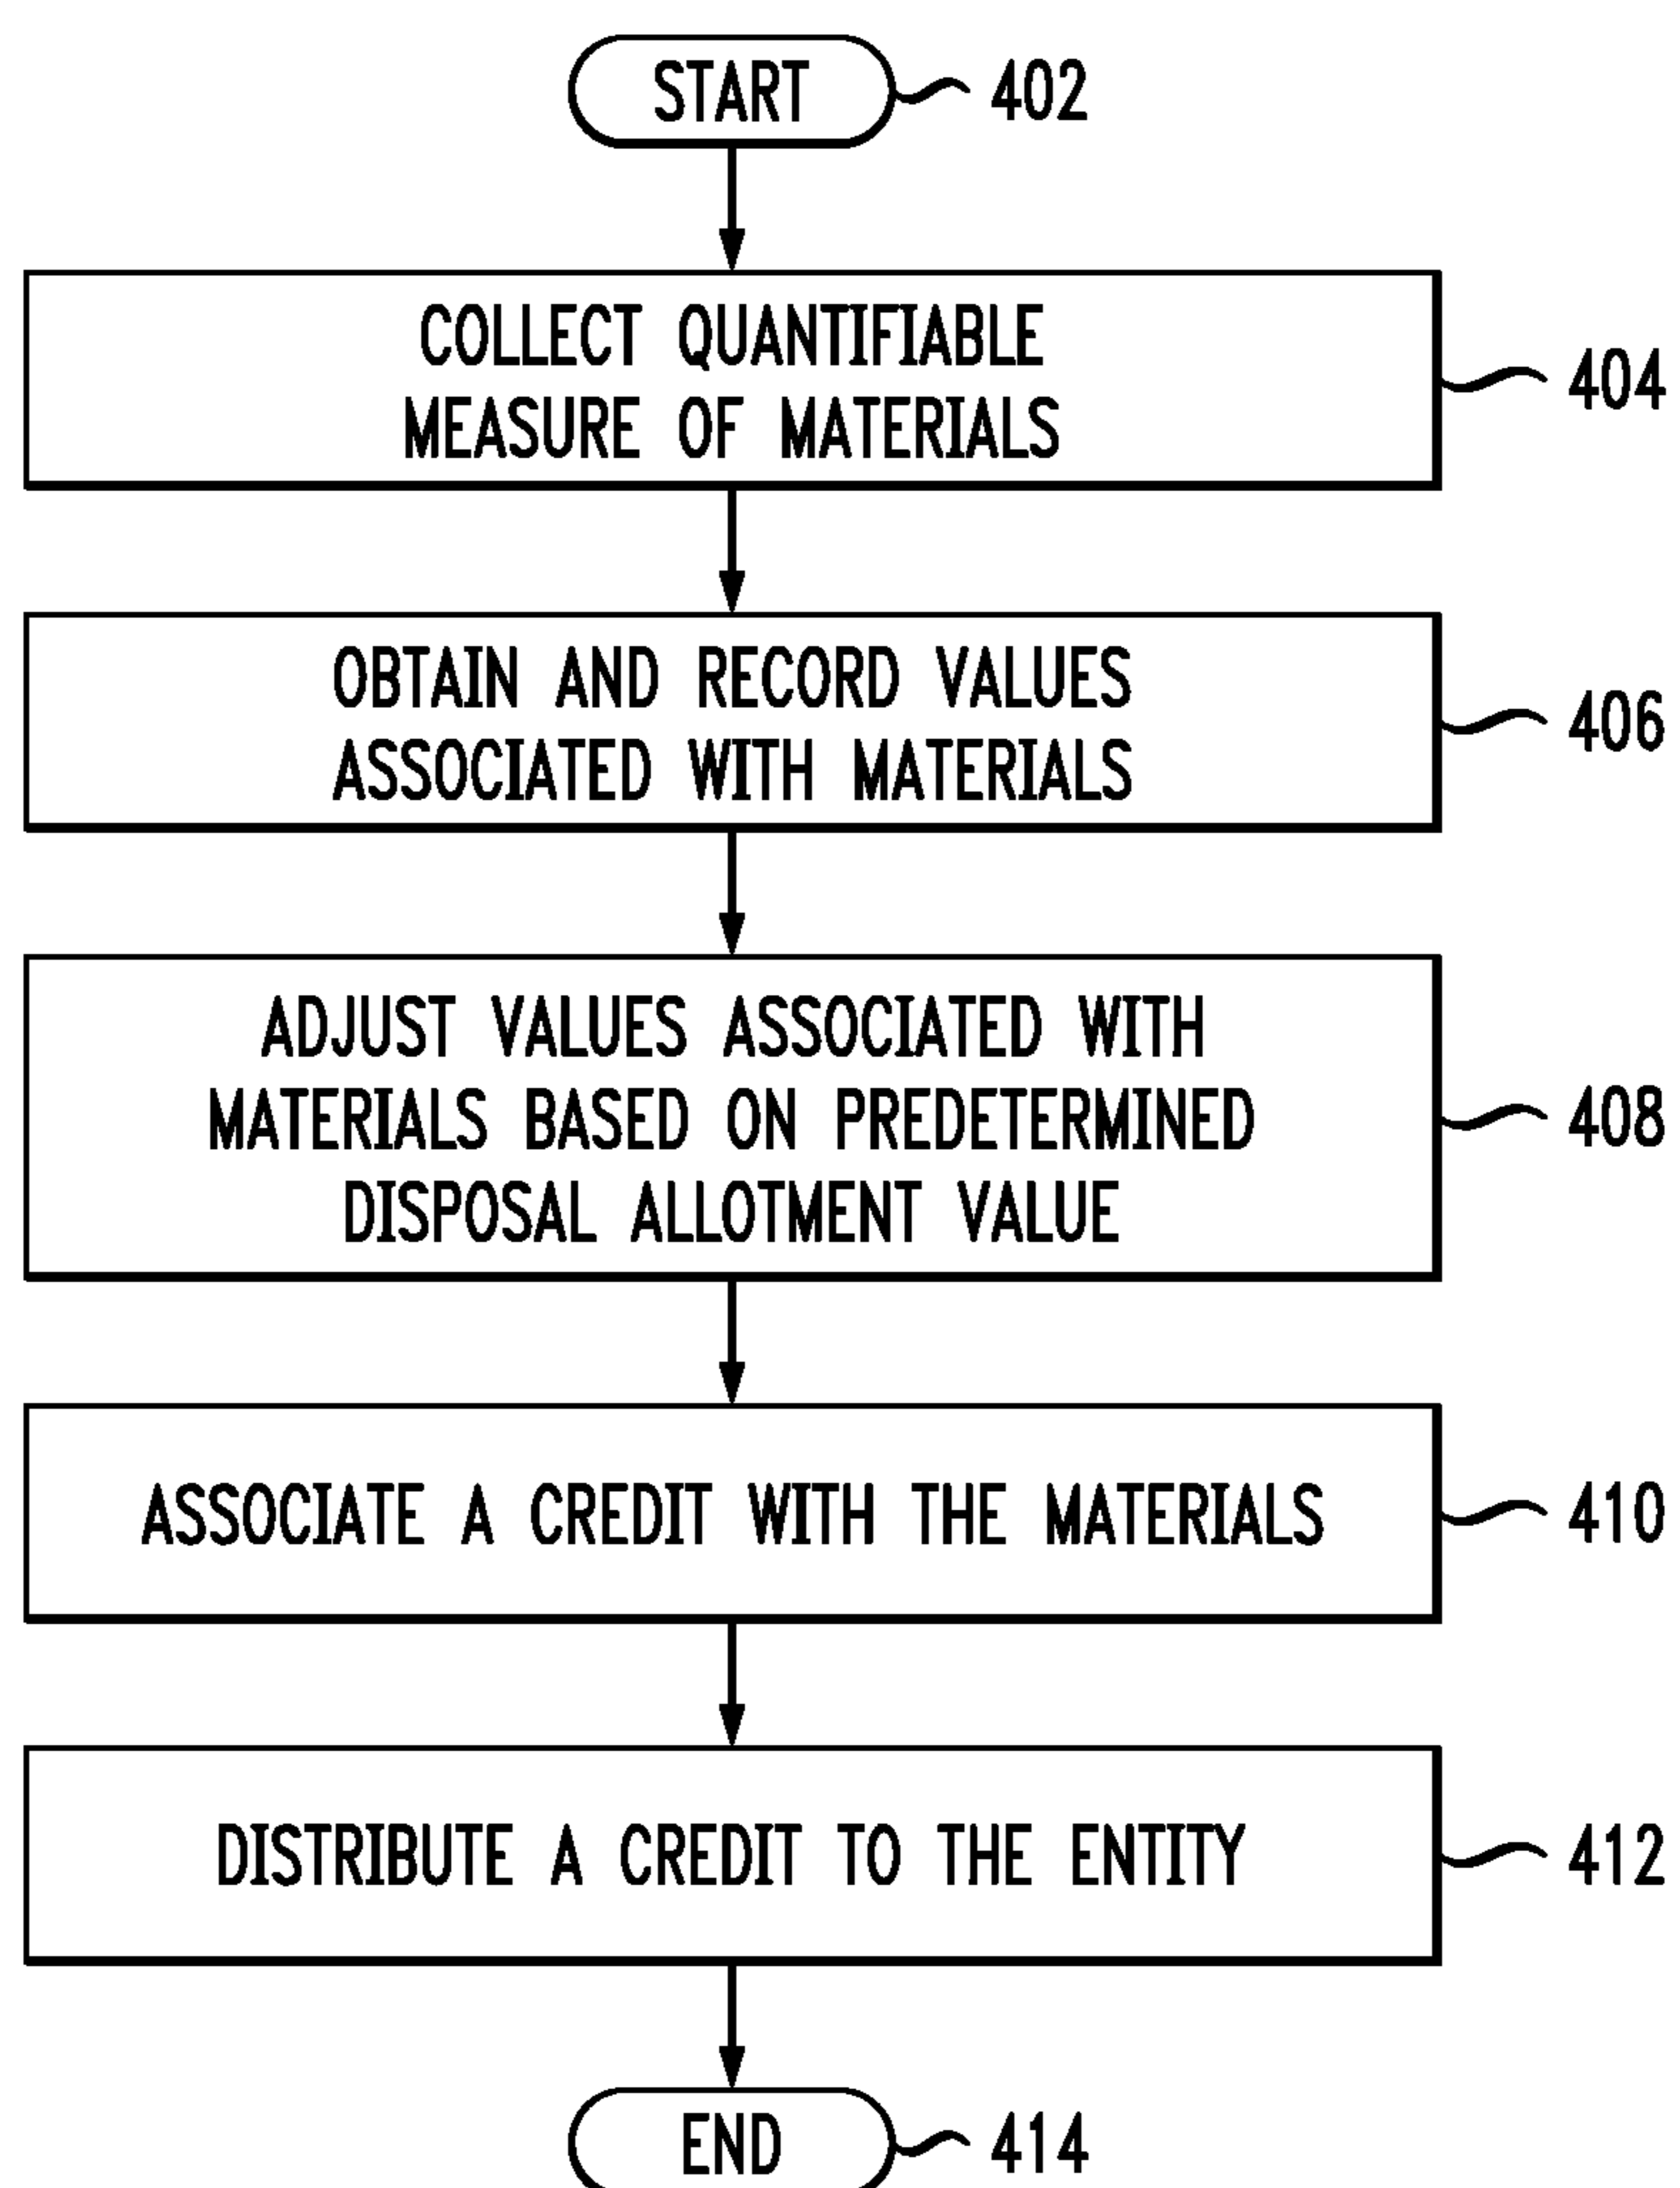 START 402
COLLECT QUANTIFIABLE
MEASURE OF MATERIALS
404
OBTAIN AND RECORD VALUES
ASSOCIATED WITH MATERIALS
406
ADJUST VALUES ASSOCIATED WITH
MATERIALS BASED ON PREDETERMINED
DISPOSAL ALLOTMENT VALUE
408
ASSOCIATE A CREDIT WITH THE MATERIALS 410
DISTRIBUTE A CREDIT TO THE ENTITY 412
END 414